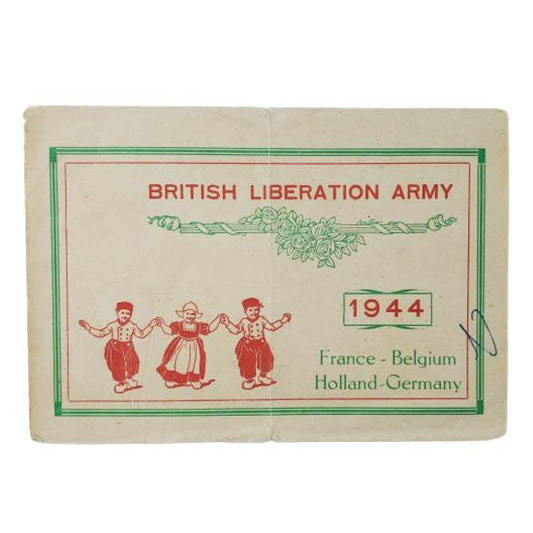 BRITISH LIBERATION ARMY
1944
France - Belgium
Holland-Germany